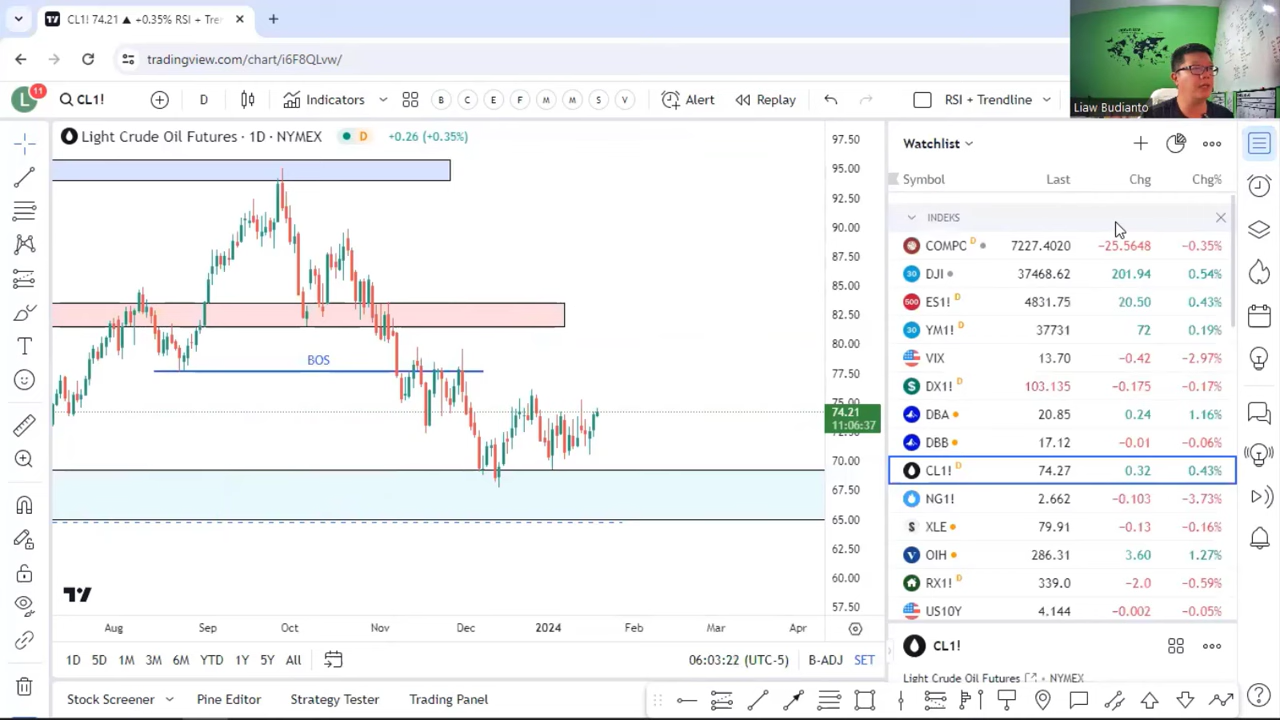 CL1! 74.21 ▲ +0.35% RSI + Tre
tradingview.com/chart/i6F8QLvw/
L 11 CL1! D Indicators B C E F M M S V Alert Replay RSI + Trendline
Liaw Budianto
Light Crude Oil Futures · 1D · NYMEX D +0.26 (+0.35%)
97.50
95.00
92.50
90.00
87.50
85.00
82.50
80.00
77.50
75.00
74.21
11:06:37
72.50
70.00
67.50
65.00
62.50
60.00
57.50
BOS
Aug Sep Oct Nov Dec 2024 Feb Mar Apr
1D 5D 1M 3M 6M YTD 1Y 5Y All 06:03:22 (UTC-5) B-ADJ SET
Stock Screener Pine Editor Strategy Tester Trading Panel
Watchlist
Symbol Last Chg Chg%
INDEKS
COMPO D 7227.4020 −25.5648 −0.35%
30 DJI 37468.62 201.94 0.54%
500 ES1! D 4831.75 20.50 0.43%
30 YM1! D 37731 72 0.19%
VIX 13.70 −0.42 −2.97%
DX1! D 103.135 −0.175 −0.17%
DBA 20.85 0.24 1.16%
DBB 17.12 −0.01 −0.06%
CL1! D 74.27 0.32 0.43%
NG1! 2.662 −0.103 −3.73%
XLE 79.91 −0.13 −0.16%
OIH 286.31 3.60 1.27%
RX1! D 339.0 −2.0 −0.59%
US10Y 4.144 −0.002 −0.05%
CL1!
Light Crude Oil Futures · NYMEX